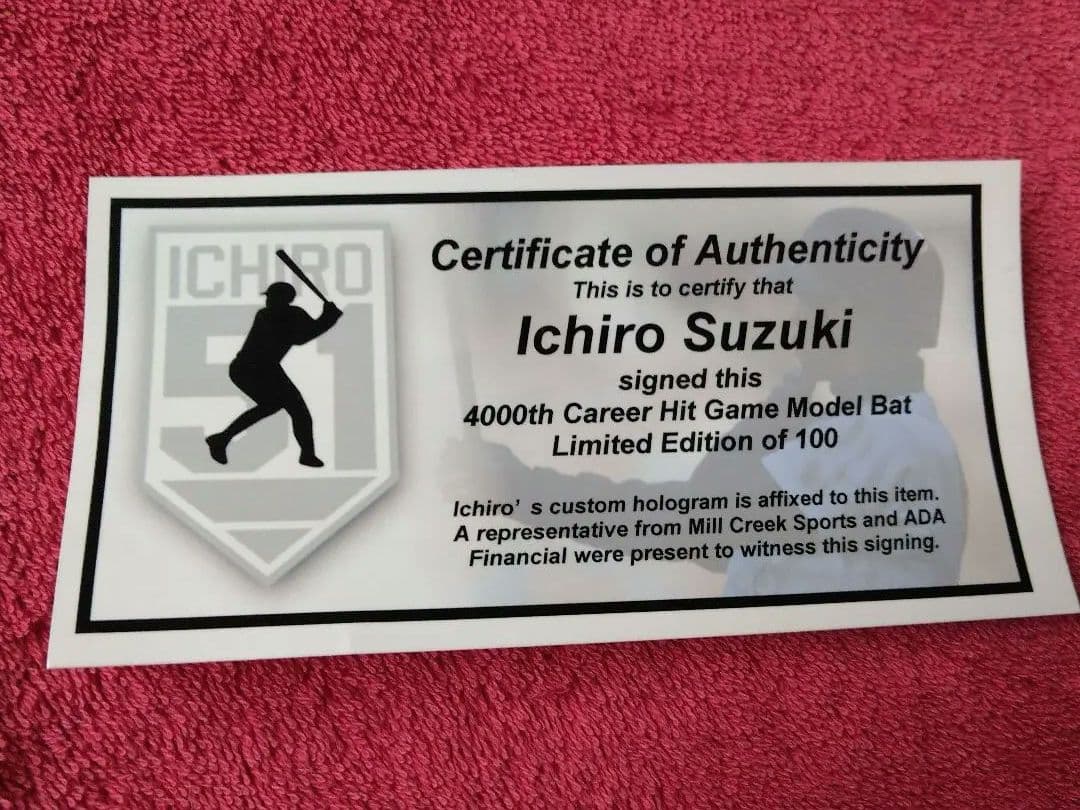 ICHIRO
51
Certificate of Authenticity
This is to certify that
Ichiro Suzuki
signed this
4000th Career Hit Game Model Bat
Limited Edition of 100
Ichiro' s custom hologram is affixed to this item.
A representative from Mill Creek Sports and ADA
Financial were present to witness this signing.